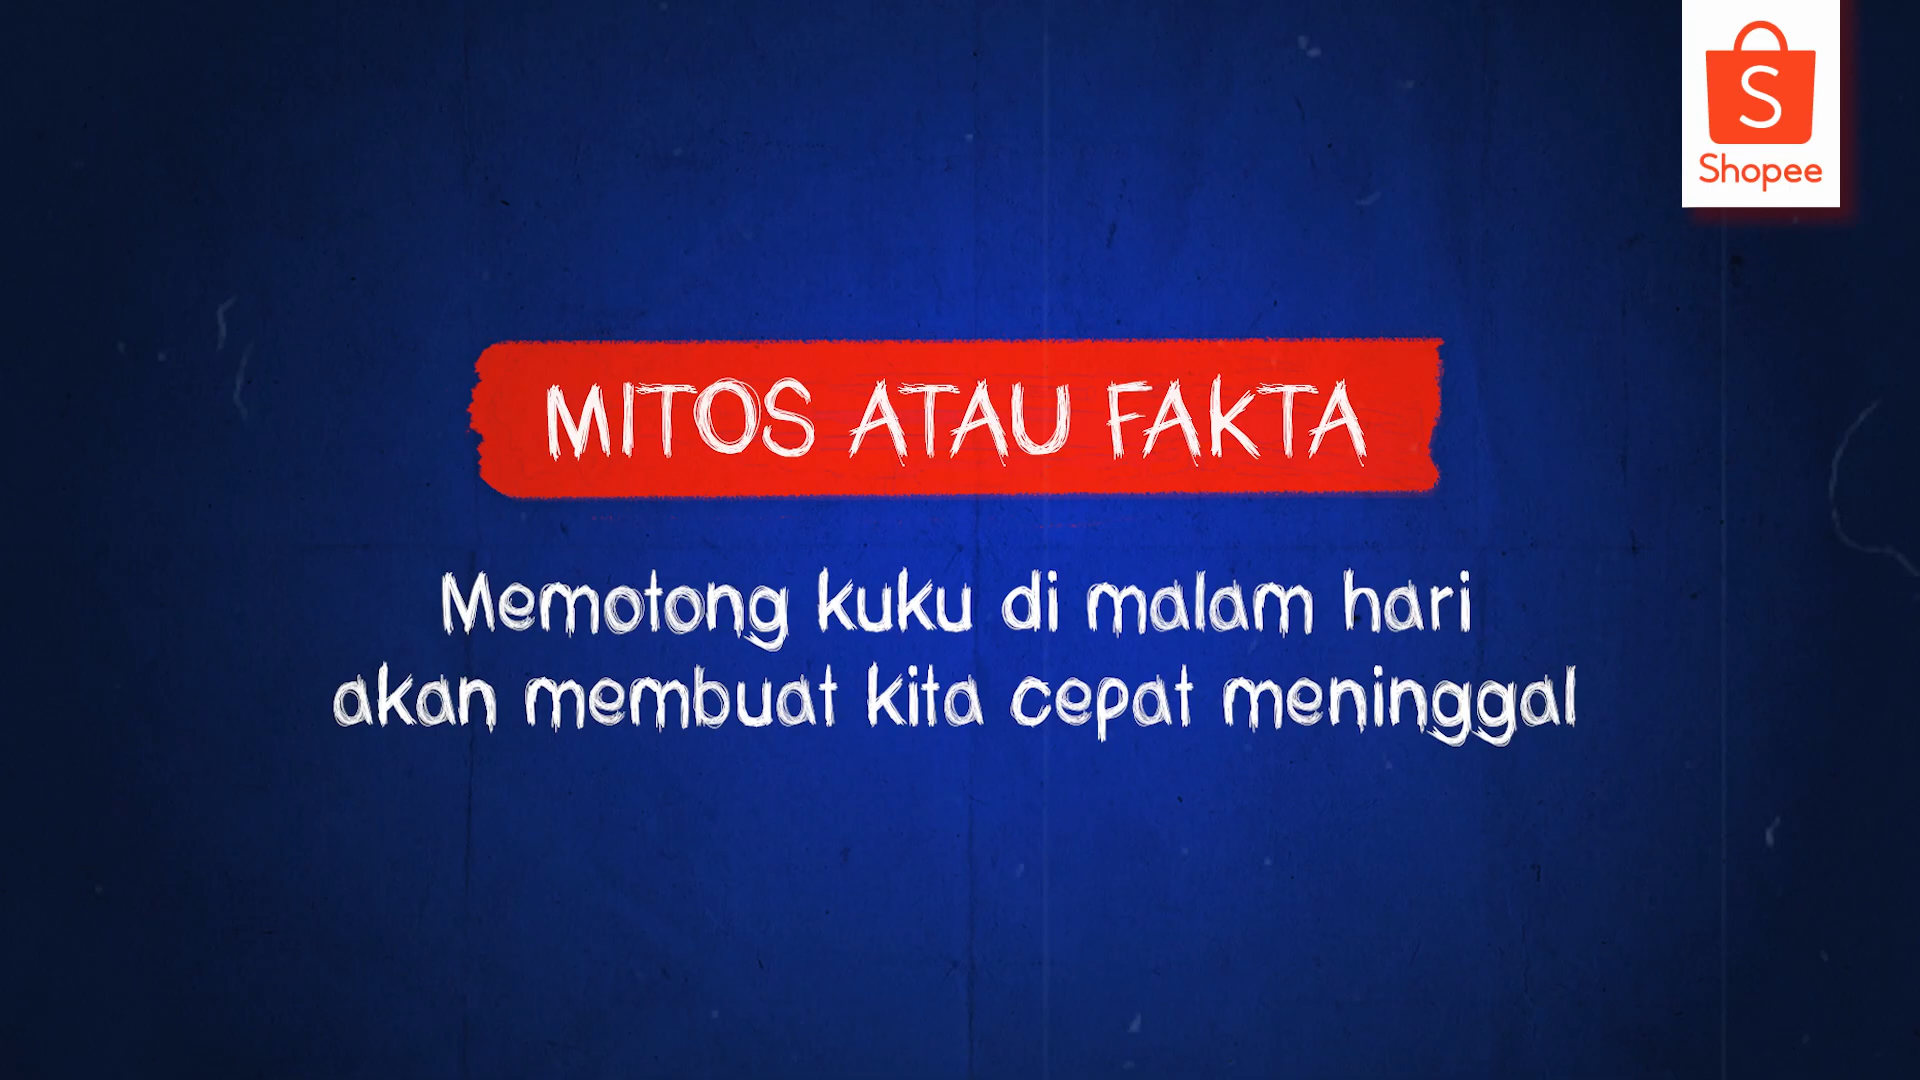 S
Shopee
MITOS ATAU FAKTA
Memotong kuku di malam hari
akan membuat kita cepat meninggal